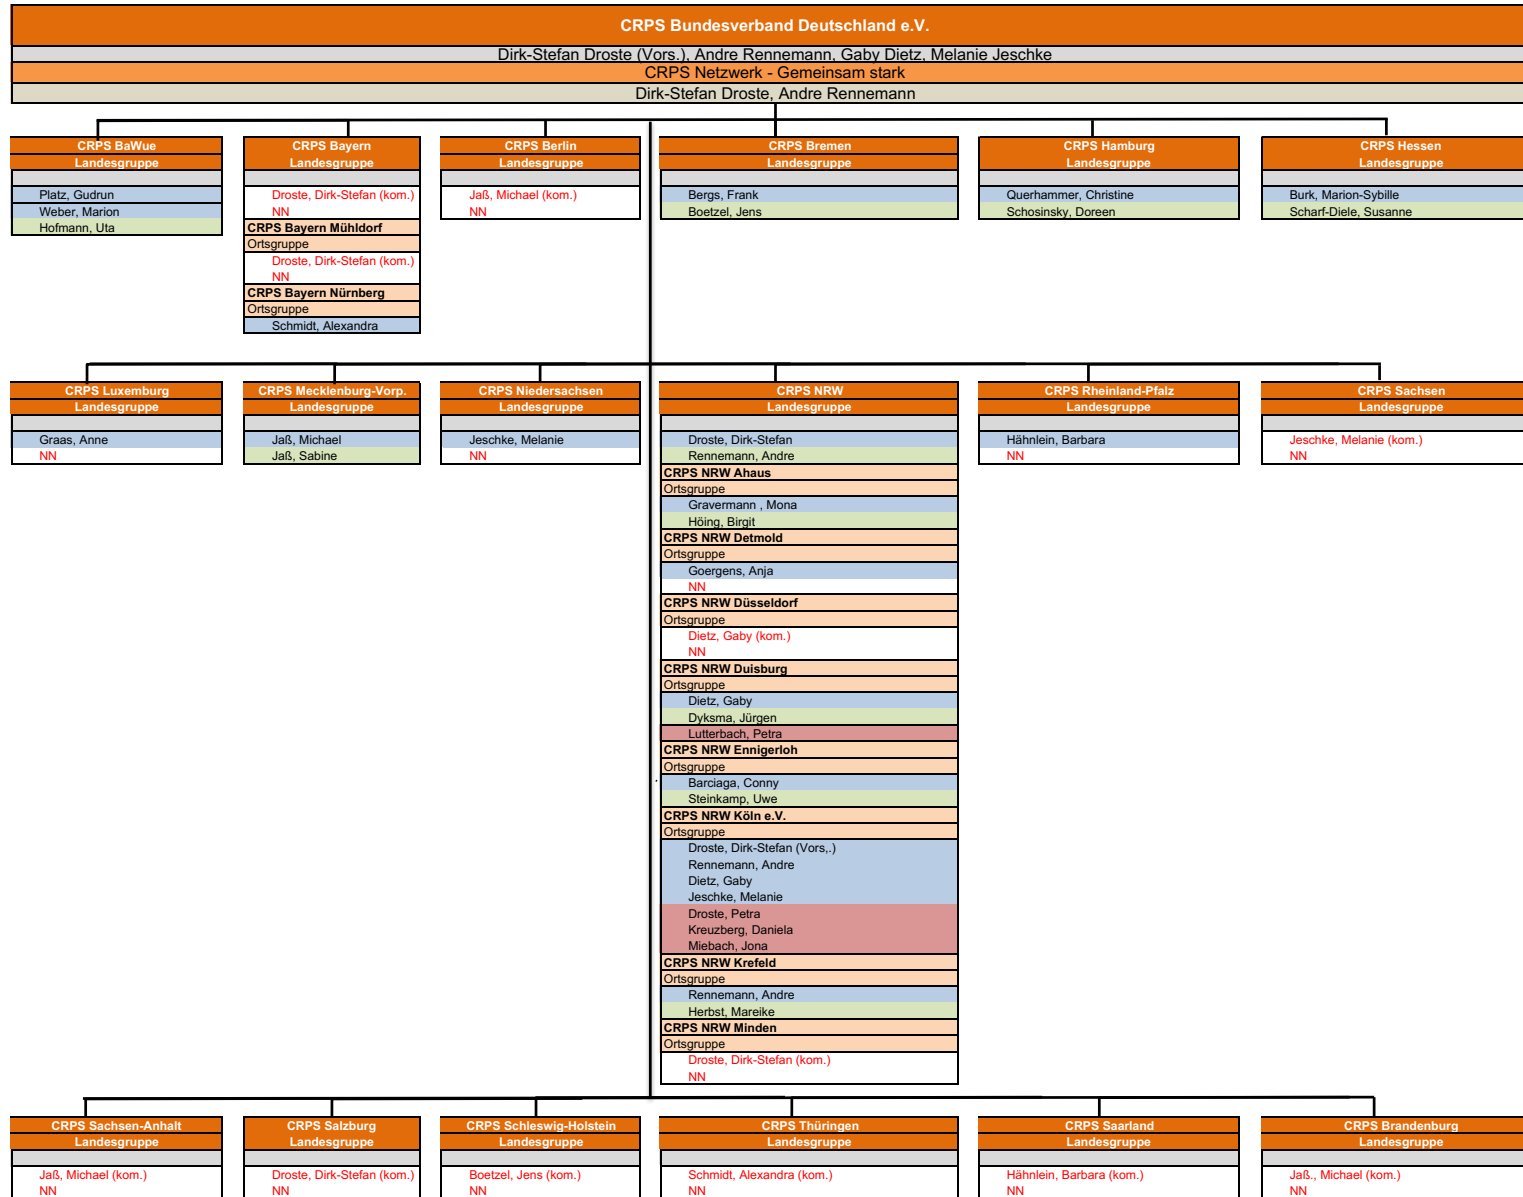 CRPS Bundesverband Deutschland e.V.
Dirk-Stefan Droste (Vors.), Andre Rennemann, Gaby Dietz, Melanie Jeschke
CRPS Netzwerk - Gemeinsam stark
Dirk-Stefan Droste, Andre Rennemann
CRPS BaWue
Landesgruppe
Platz, Gudrun
Weber, Marion
Hofmann, Uta
CRPS Bayern
Landesgruppe
Droste, Dirk-Stefan (kom.)
NN
CRPS Bayern Mühldorf
Ortsgruppe
Droste, Dirk-Stefan (kom.)
NN
CRPS Bayern Nürnberg
Ortsgruppe
Schmidt, Alexandra
CRPS Berlin
Landesgruppe
Jaß, Michael (kom.)
NN
CRPS Bremen
Landesgruppe
Bergs, Frank
Boetzel, Jens
CRPS Hamburg
Landesgruppe
Querhammer, Christine
Schosinsky, Doreen
CRPS Hessen
Landesgruppe
Burk, Marion-Sybille
Scharf-Diele, Susanne
CRPS Luxemburg
Landesgruppe
Graas, Anne
NN
CRPS Mecklenburg-Vorp.
Landesgruppe
Jaß, Michael
Jaß, Sabine
CRPS Niedersachsen
Landesgruppe
Jeschke, Melanie
NN
CRPS NRW
Landesgruppe
Droste, Dirk-Stefan
Rennemann, Andre
CRPS NRW Ahaus
Ortsgruppe
Gravermann , Mona
Höing, Birgit
CRPS NRW Detmold
Ortsgruppe
Goergens, Anja
NN
CRPS NRW Düsseldorf
Ortsgruppe
Dietz, Gaby (kom.)
NN
CRPS NRW Duisburg
Ortsgruppe
Dietz, Gaby
Dyksma, Jürgen
Lutterbach, Petra
CRPS NRW Ennigerloh
Ortsgruppe
Barciaga, Conny
Steinkamp, Uwe
CRPS NRW Köln e.V.
Ortsgruppe
Droste, Dirk-Stefan (Vors,.)
Rennemann, Andre
Dietz, Gaby
Jeschke, Melanie
Droste, Petra
Kreuzberg, Daniela
Miebach, Jona
CRPS NRW Krefeld
Ortsgruppe
Rennemann, Andre
Herbst, Mareike
CRPS NRW Minden
Ortsgruppe
Droste, Dirk-Stefan (kom.)
NN
CRPS Rheinland-Pfalz
Landesgruppe
Hähnlein, Barbara
NN
CRPS Sachsen
Landesgruppe
Jeschke, Melanie (kom.)
NN
CRPS Sachsen-Anhalt
Landesgruppe
Jaß, Michael (kom.)
NN
CRPS Salzburg
Landesgruppe
Droste, Dirk-Stefan (kom.)
NN
CRPS Schleswig-Holstein
Landesgruppe
Boetzel, Jens (kom.)
NN
CRPS Thüringen
Landesgruppe
Schmidt, Alexandra (kom.)
NN
CRPS Saarland
Landesgruppe
Hähnlein, Barbara (kom.)
NN
CRPS Brandenburg
Landesgruppe
Jaß., Michael (kom.)
NN